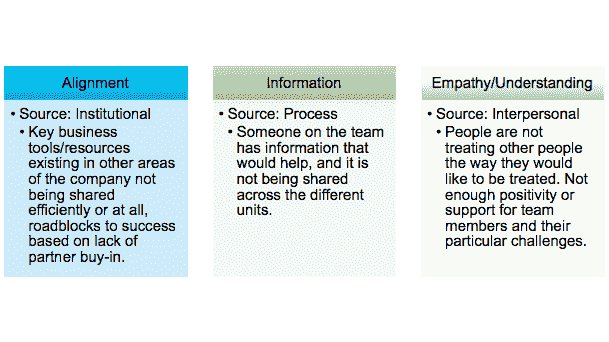 Alignment
• Source: Institutional
• Key business
tools/resources
existing in other areas
of the company not
being shared
efficiently or at all,
roadblocks to success
based on lack of
partner buy-in.
Information
• Source: Process
• Someone on the team
has information that
would help, and it is
not being shared
across the different
units.
Empathy/Understanding
• Source: Interpersonal
• People are not
treating other people
the way they would
like to be treated. Not
enough positivity or
support for team
members and their
particular challenges.